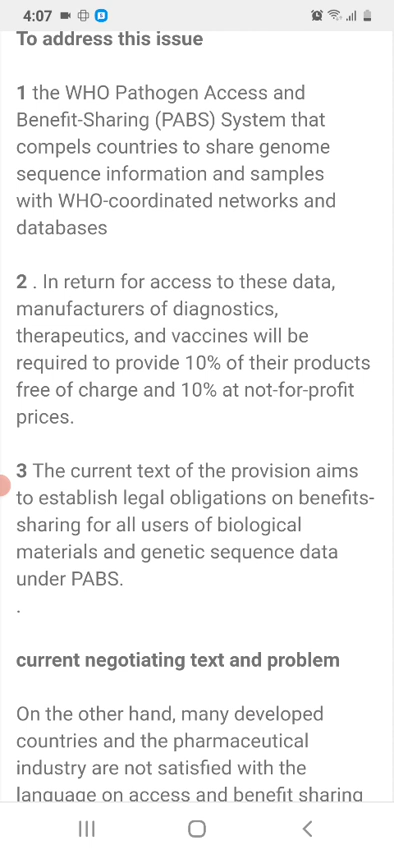 4:07
To address this issue
1 the WHO Pathogen Access and
Benefit-Sharing (PABS) System that
compels countries to share genome
sequence information and samples
with WHO-coordinated networks and
databases
2 . In return for access to these data,
manufacturers of diagnostics,
therapeutics, and vaccines will be
required to provide 10% of their products
free of charge and 10% at not-for-profit
prices.
3 The current text of the provision aims
to establish legal obligations on benefits-
sharing for all users of biological
materials and genetic sequence data
under PABS.
.
current negotiating text and problem
On the other hand, many developed
countries and the pharmaceutical
industry are not satisfied with the
language on access and benefit sharing